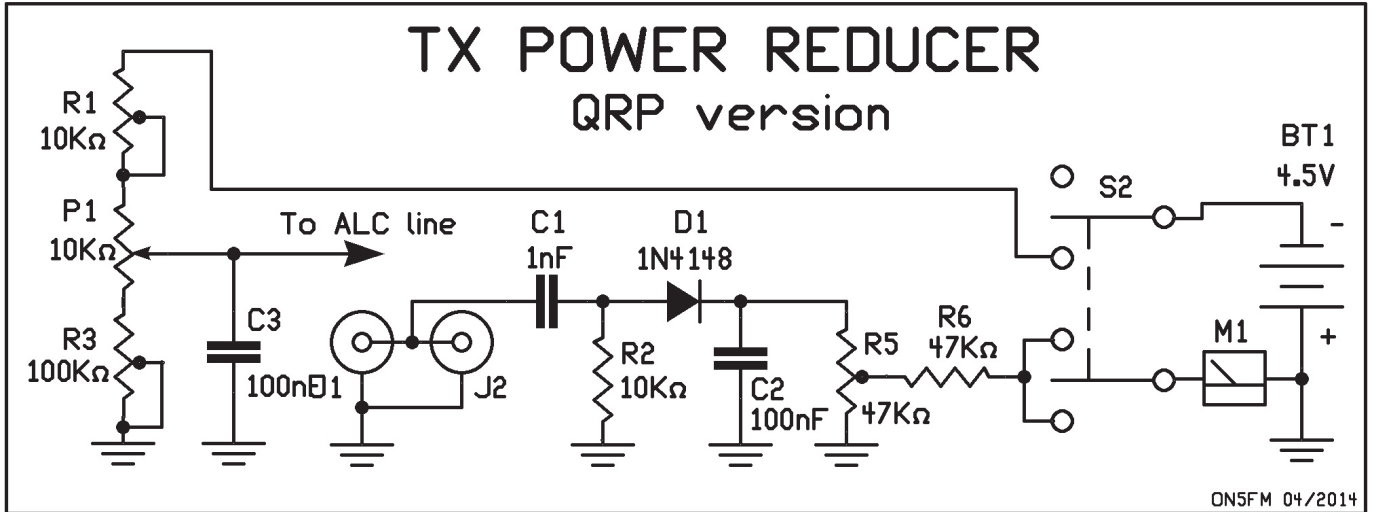 TX POWER REDUCER
QRP version
R1
10KΩ
P1
10KΩ
R3
100KΩ
To ALC line
C3
100nF
J1
J2
C1
1nF
D1
1N4148
R2
10KΩ
C2
100nF
R5
47KΩ
R6
47KΩ
S2
BT1
4.5V
-
+
M1
ON5FM 04/2014